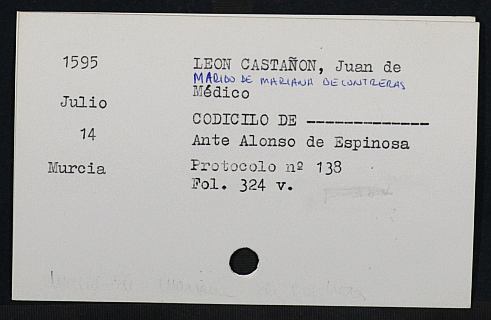 1595
LEON CASTAÑON, Juan de
MARIDO DE MARIANA DE CONTRERAS
Médico
Julio
CODICILO DE -------------
14
Ante Alonso de Espinosa
Murcia
Protocolo nº 138
Fol. 324 v.